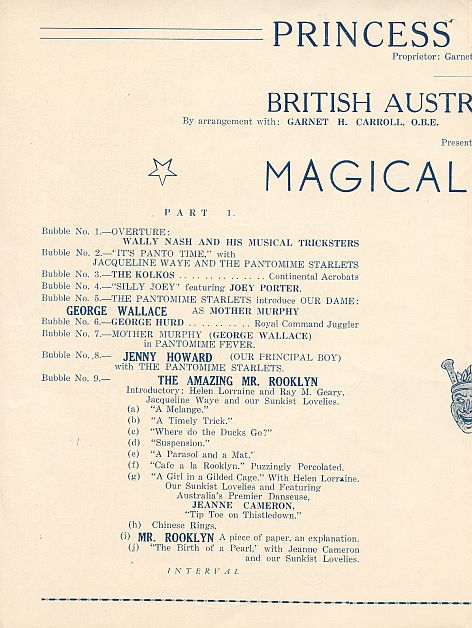 PRINCESS
Proprietor: Garnet
BRITISH AUSTR
By arrangement with: GARNET H. CARROLL, O.B.E.
Present
MAGICAL
PART 1.
Bubble No. 1.—OVERTURE:
WALLY NASH AND HIS MUSICAL TRICKSTERS
Bubble No. 2.—"IT'S PANTO TIME," with
JACQUELINE WAYE AND THE PANTOMIME STARLETS
Bubble No. 3.—THE KOLKOS .............. Continental Acrobats
Bubble No. 4.—"SILLY JOEY" featuring JOEY PORTER.
Bubble No. 5.—THE PANTOMIME STARLETS introduce OUR DAME:
GEORGE WALLACE AS MOTHER MURPHY
Bubble No. 6.—GEORGE HURD .......... Royal Command Juggler
Bubble No. 7.—MOTHER MURPHY (GEORGE WALLACE)
in PANTOMIME FEVER.
Bubble No. 8.— JENNY HOWARD (OUR PRINCIPAL BOY)
with THE PANTOMIME STARLETS.
Bubble No. 9.— THE AMAZING MR. ROOKLYN
Introductory: Helen Lorraine and Ray M. Geary,
Jacqueline Waye and our Sunkist Lovelies.
(a) "A Melange."
(b) "A Timely Trick."
(c) "Where do the Ducks Go?"
(d) "Suspension."
(e) "A Parasol and a Mat."
(f) "Cafe a la Rooklyn." Puzzingly Percolated.
(g) "A Girl in a Gilded Cage." With Helen Lorraine.
Our Sunkist Lovelies and Featuring
Australia's Premier Danseuse,
JEANNE CAMERON,
"Tip Toe on Thistledown."
(h) Chinese Rings.
(i) MR. ROOKLYN A piece of paper, an explanation.
(j) "The Birth of a Pearl," with Jeanne Cameron
and our Sunkist Lovelies.
INTERVAL